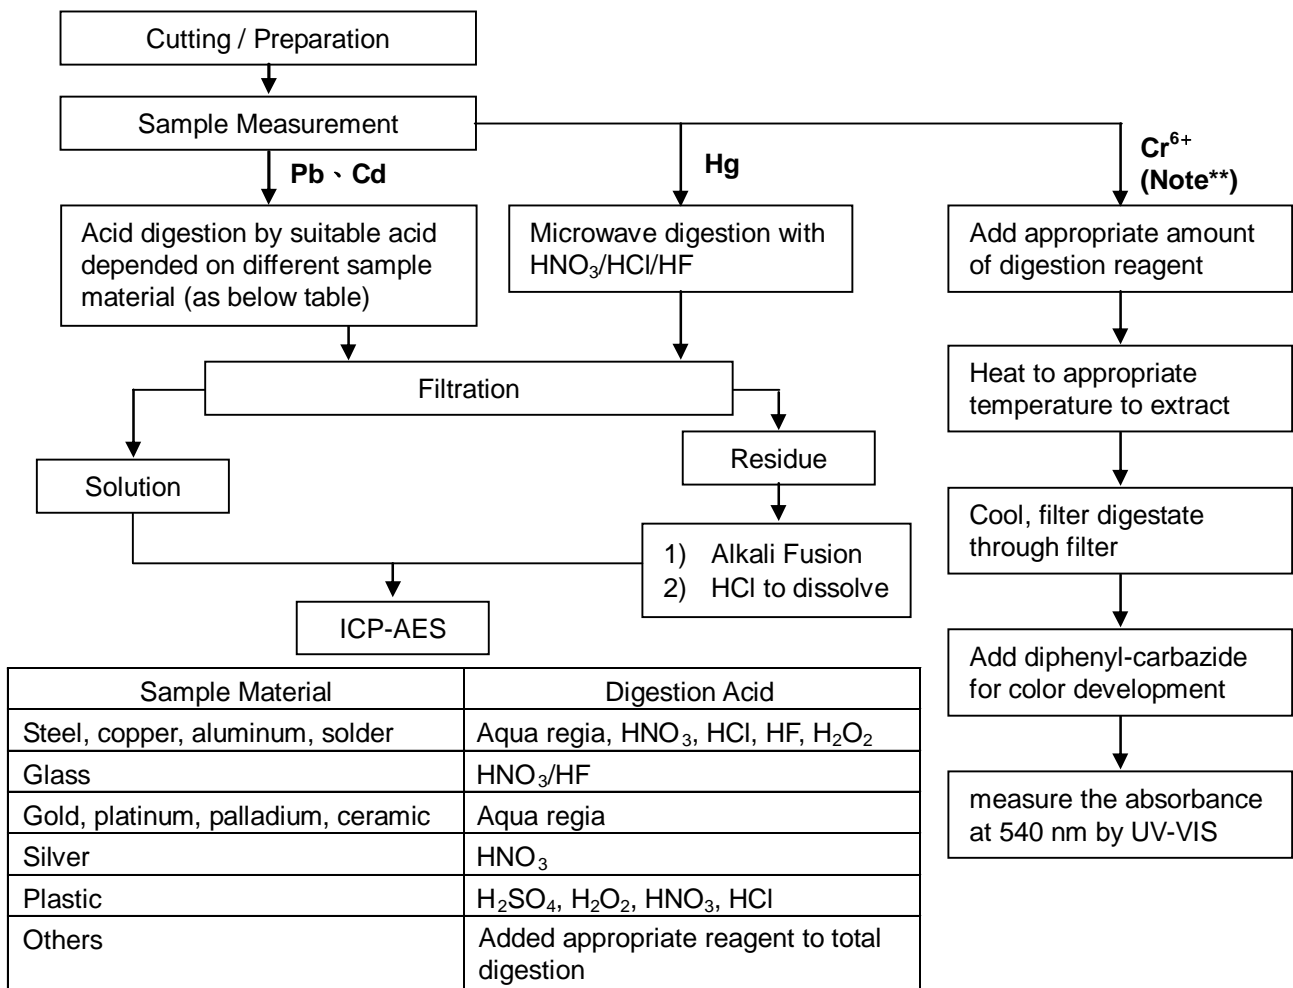 Cutting / Preparation
Sample Measurement
Pb、Cd
Hg
Cr⁶⁺
(Note**)
Acid digestion by suitable acid
depended on different sample
material (as below table)
Microwave digestion with
HNO₃/HCl/HF
Add appropriate amount
of digestion reagent
Filtration
Heat to appropriate
temperature to extract
Solution
Residue
Cool, filter digestate
through filter
1) Alkali Fusion
2) HCl to dissolve
ICP-AES
Add diphenyl-carbazide
for color development
measure the absorbance
at 540 nm by UV-VIS
Sample Material Digestion Acid
Steel, copper, aluminum, solder Aqua regia, HNO₃, HCl, HF, H₂O₂
Glass HNO₃/HF
Gold, platinum, palladium, ceramic Aqua regia
Silver HNO₃
Plastic H₂SO₄, H₂O₂, HNO₃, HCl
Others Added appropriate reagent to total
digestion